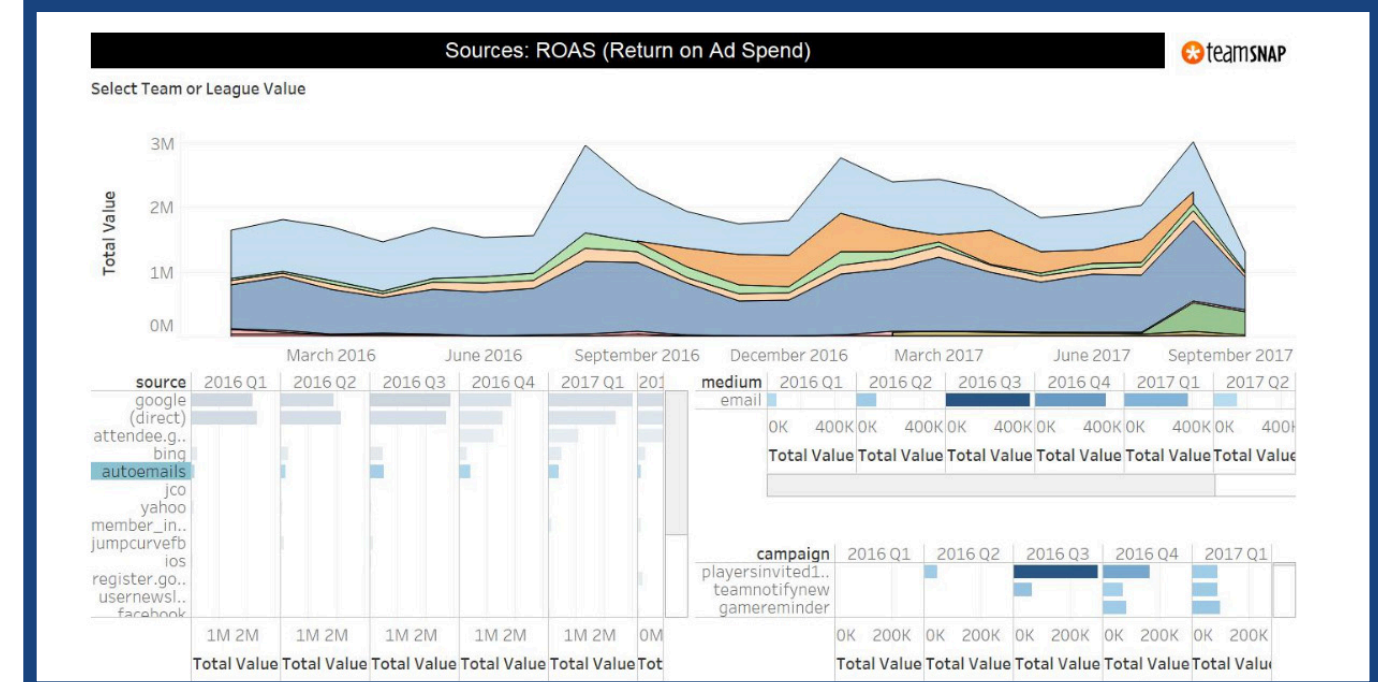 Sources: ROAS (Return on Ad Spend)
teamSNAP
Select Team or League Value
Total Value
3M
2M
1M
0M
March 2016 June 2016 September 2016 December 2016 March 2017 June 2017 September 2017
source 2016 Q1 2016 Q2 2016 Q3 2016 Q4 2017 Q1 201
google
(direct)
attendee.g..
bing
autoemails
jco
yahoo
member_in..
jumpcurvefb
ios
register.go..
usernewsl..
facebook
1M 2M 1M 2M 1M 2M 1M 2M 1M 2M 0M
Total Value Total Value Total Value Total Value Total Value Tot
medium 2016 Q1 2016 Q2 2016 Q3 2016 Q4 2017 Q1 2017 Q2
email
0K 400K 0K 400K 0K 400K 0K 400K 0K 400K 0K 400K
Total Value Total Value Total Value Total Value Total Value Total Value
campaign 2016 Q1 2016 Q2 2016 Q3 2016 Q4 2017 Q1
playersinvited1..
teamnotifynew
gamereminder
0K 200K 0K 200K 0K 200K 0K 200K 0K 200K
Total Value Total Value Total Value Total Value Total Value